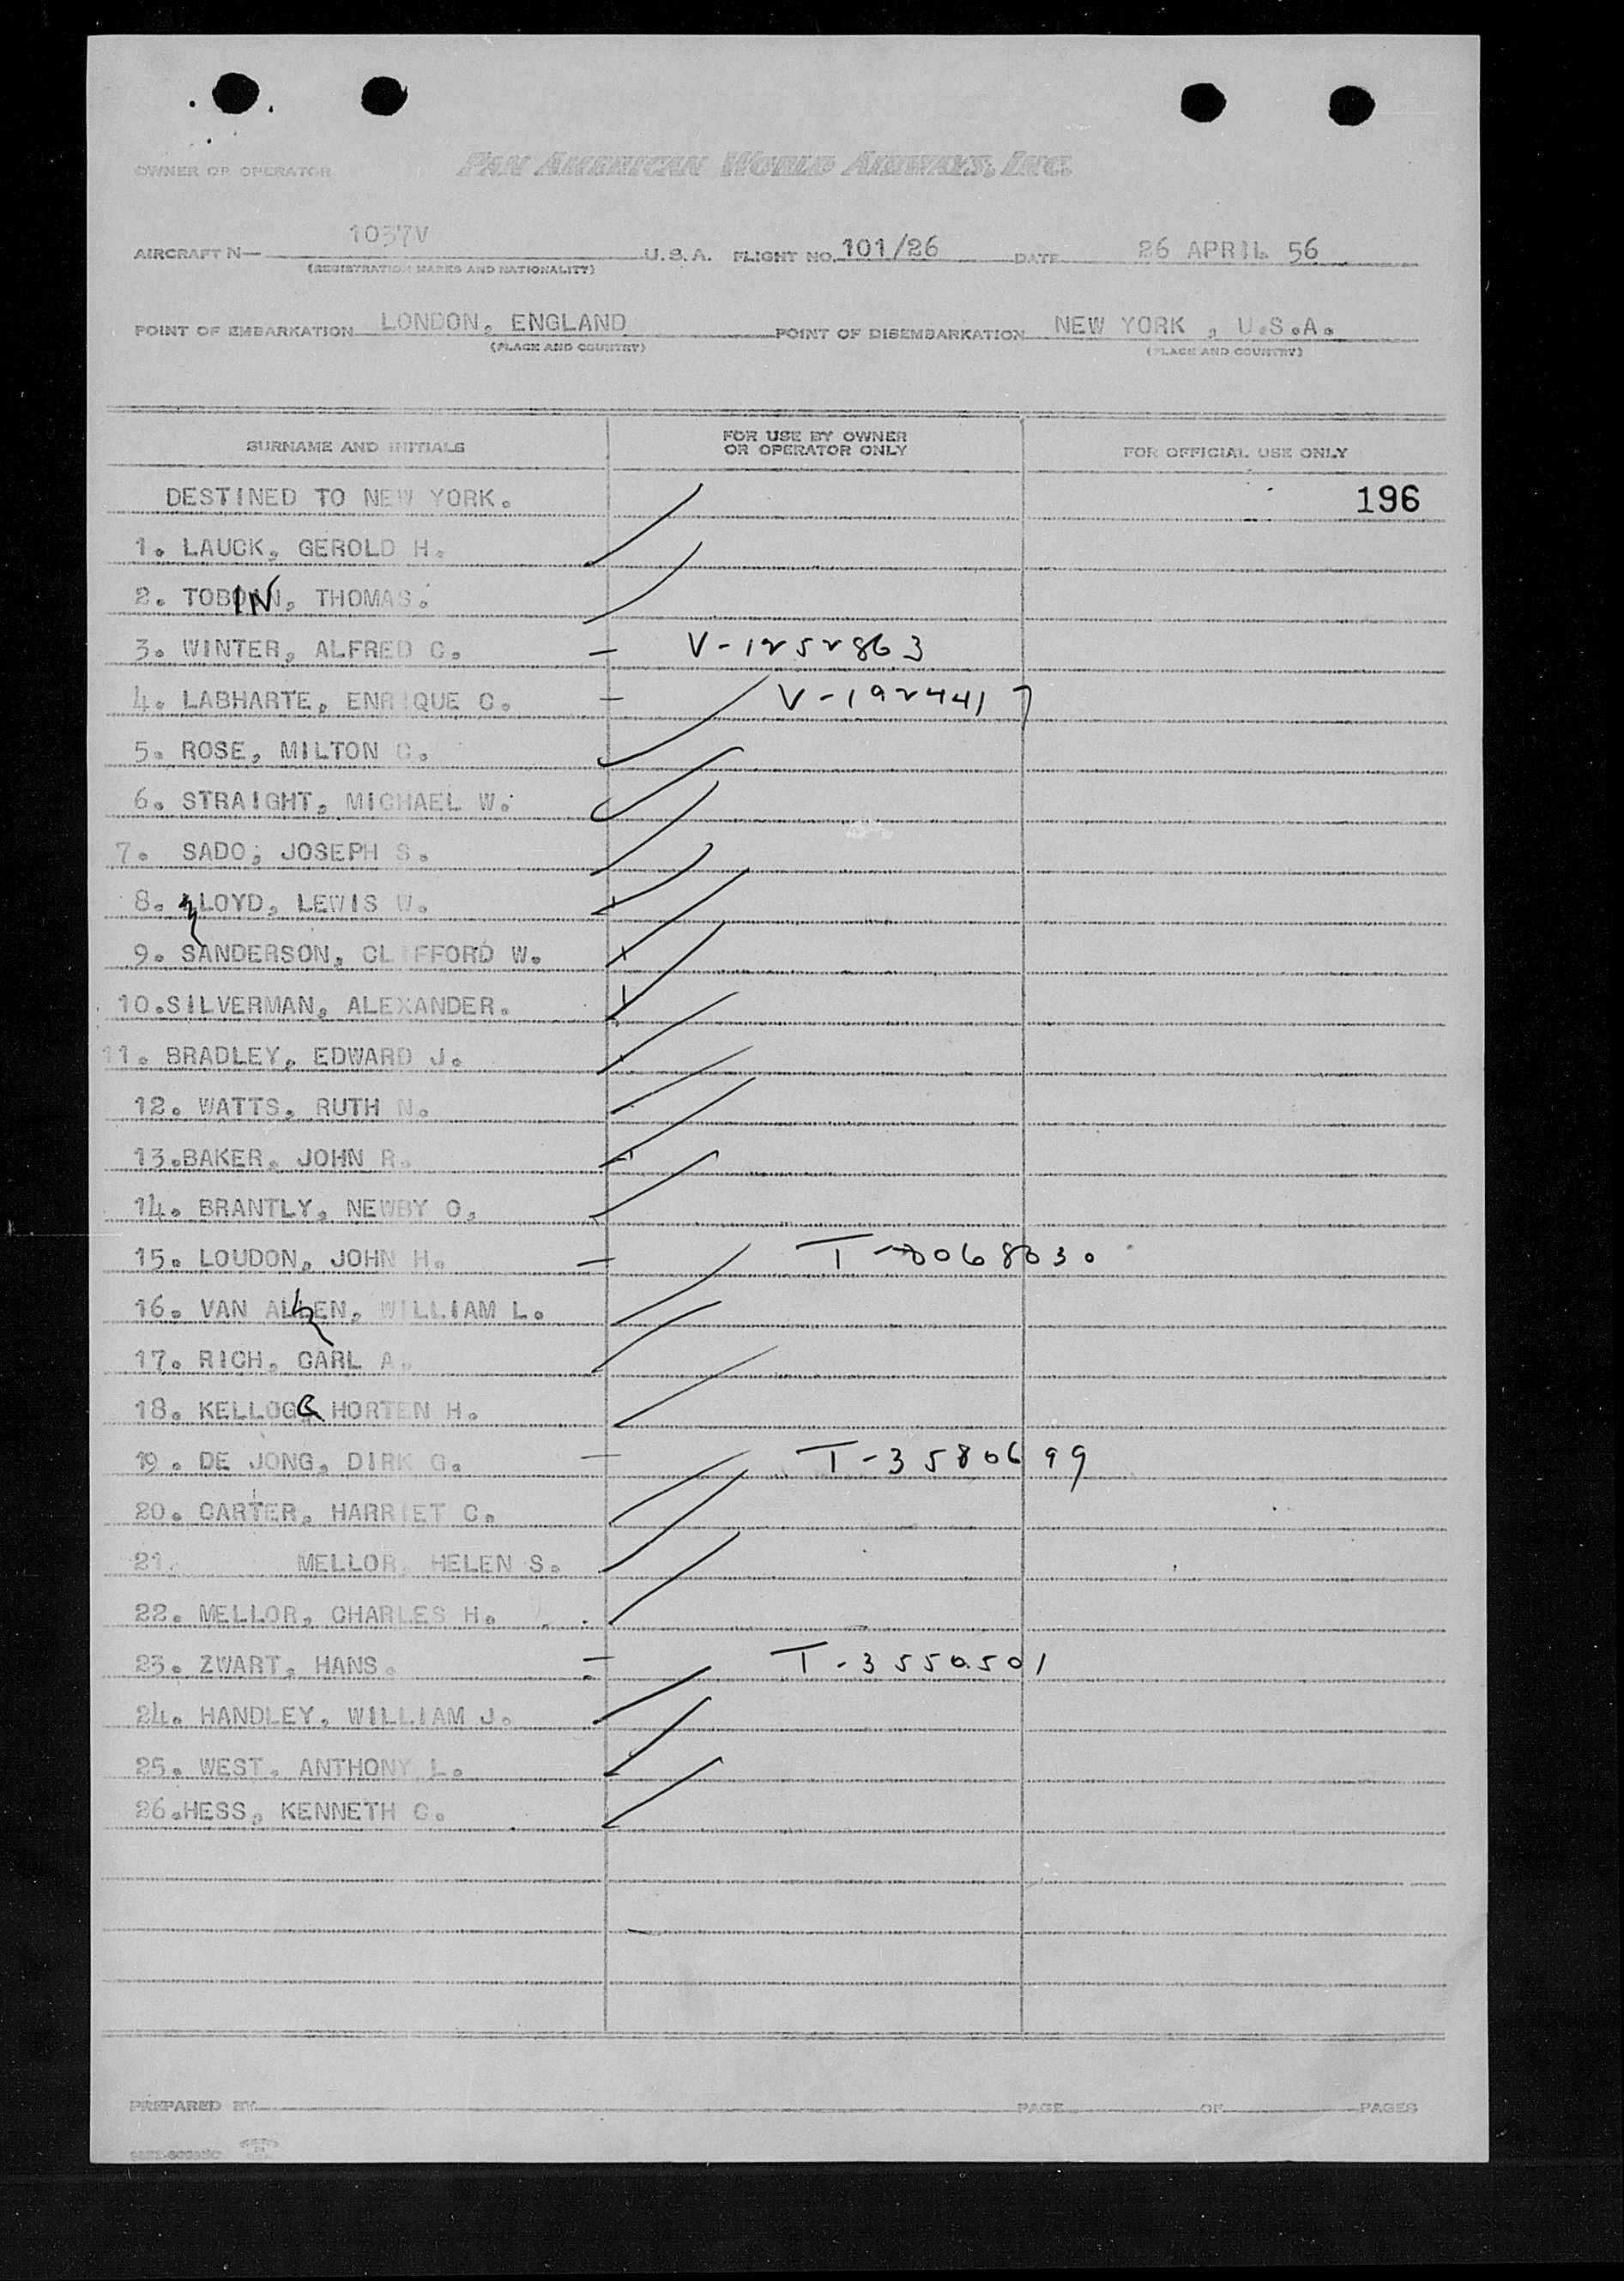 OWNER OR OPERATOR PAN AMERICAN WORLD AIRWAYS, INC.
AIRCRAFT N- 1037V U.S.A. FLIGHT NO. 101/26 DATE 26 APRIL 56
(REGISTRATION MARKS AND NATIONALITY)
POINT OF EMBARKATION LONDON, ENGLAND POINT OF DISEMBARKATION NEW YORK , U.S.A.
(PLACE AND COUNTRY) (PLACE AND COUNTRY)
SURNAME AND INITIALS FOR USE BY OWNER OR OPERATOR ONLY FOR OFFICIAL USE ONLY
DESTINED TO NEW YORK. 196
1. LAUCK, GEROLD H.
2. TOBIN, THOMAS.
3. WINTER, ALFRED C. — V-1252863
4. LABHARTE, ENRIQUE C. — V-1924417
5. ROSE, MILTON C.
6. STRAIGHT, MICHAEL W.
7. SADO, JOSEPH S.
8. LOYD, LEWIS W.
9. SANDERSON, CLIFFORD W.
10.SILVERMAN, ALEXANDER.
11. BRADLEY, EDWARD J.
12. WATTS, RUTH N.
13.BAKER, JOHN R.
14. BRANTLY, NEWBY O.
15. LOUDON, JOHN H. —
16. VAN ALEN, WILLIAM L.
17. RICH, CARL A.
18. KELLOGG HORTEN H.
19. DE JONG, DIRK G. — T-3580699
20. CARTER, HARRIET C.
21. MELLOR, HELEN S.
22. MELLOR, CHARLES H.
23. ZWART, HANS. — T-3550501
24. HANDLEY, WILLIAM J.
25. WEST, ANTHONY L.
26.HESS, KENNETH C.
PREPARED BY PAGE OF PAGES